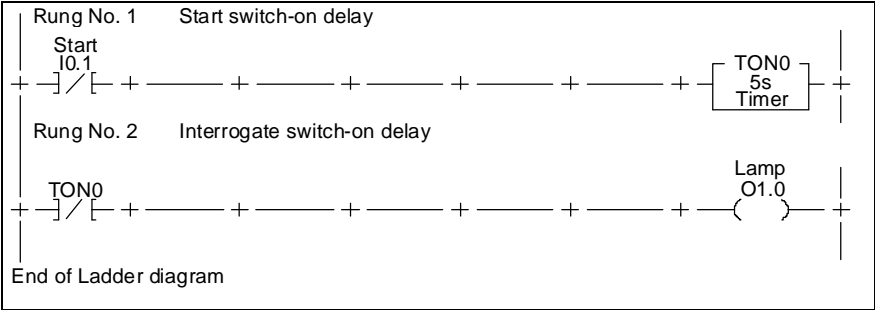 Rung No. 1 Start switch-on delay
Start
I0.1
TON0
5s
Timer
Rung No. 2 Interrogate switch-on delay
TON0
Lamp
O1.0
End of Ladder diagram